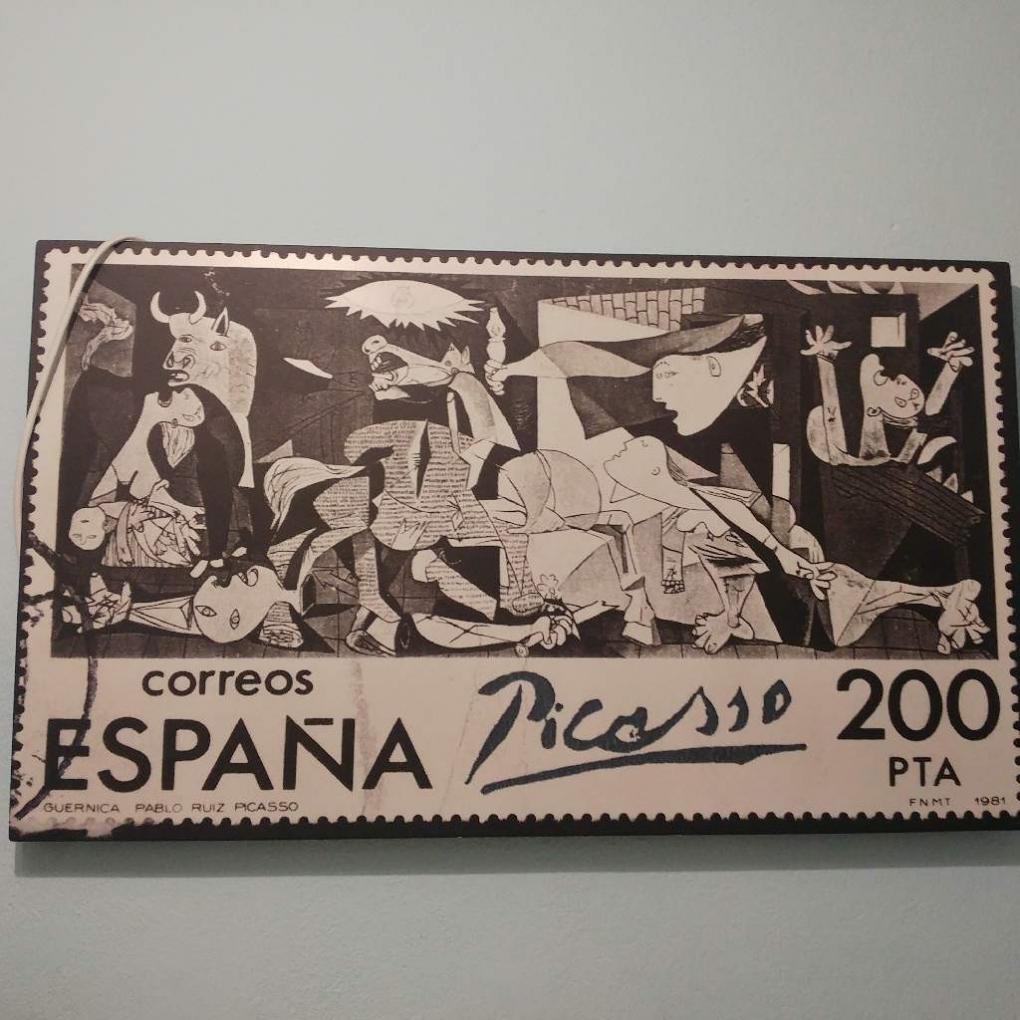 correos
ESPAÑA
Picasso
200
PTA
GUERNICA PABLO RUIZ PICASSO
FNMT 1981